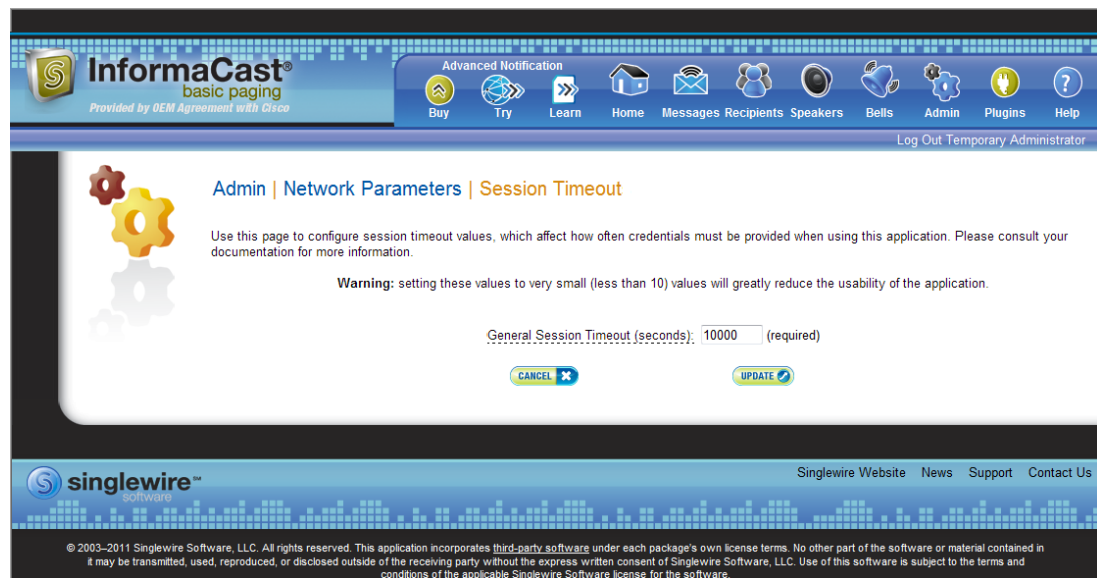 InformaCast®
basic paging
Provided by OEM Agreement with Cisco
Advanced Notification
Buy Try Learn Home Messages Recipients Speakers Bells Admin Plugins Help
Log Out Temporary Administrator
Admin | Network Parameters | Session Timeout
Use this page to configure session timeout values, which affect how often credentials must be provided when using this application. Please consult your
documentation for more information.
Warning: setting these values to very small (less than 10) values will greatly reduce the usability of the application.
General Session Timeout (seconds): 10000 (required)
CANCEL UPDATE
Singlewire Website News Support Contact Us
singlewire℠
software
© 2003–2011 Singlewire Software, LLC. All rights reserved. This application incorporates third-party software under each package's own license terms. No other part of the software or material contained in
it may be transmitted, used, reproduced, or disclosed outside of the receiving party without the express written consent of Singlewire Software, LLC. Use of this software is subject to the terms and
conditions of the applicable Singlewire Software license for the software.